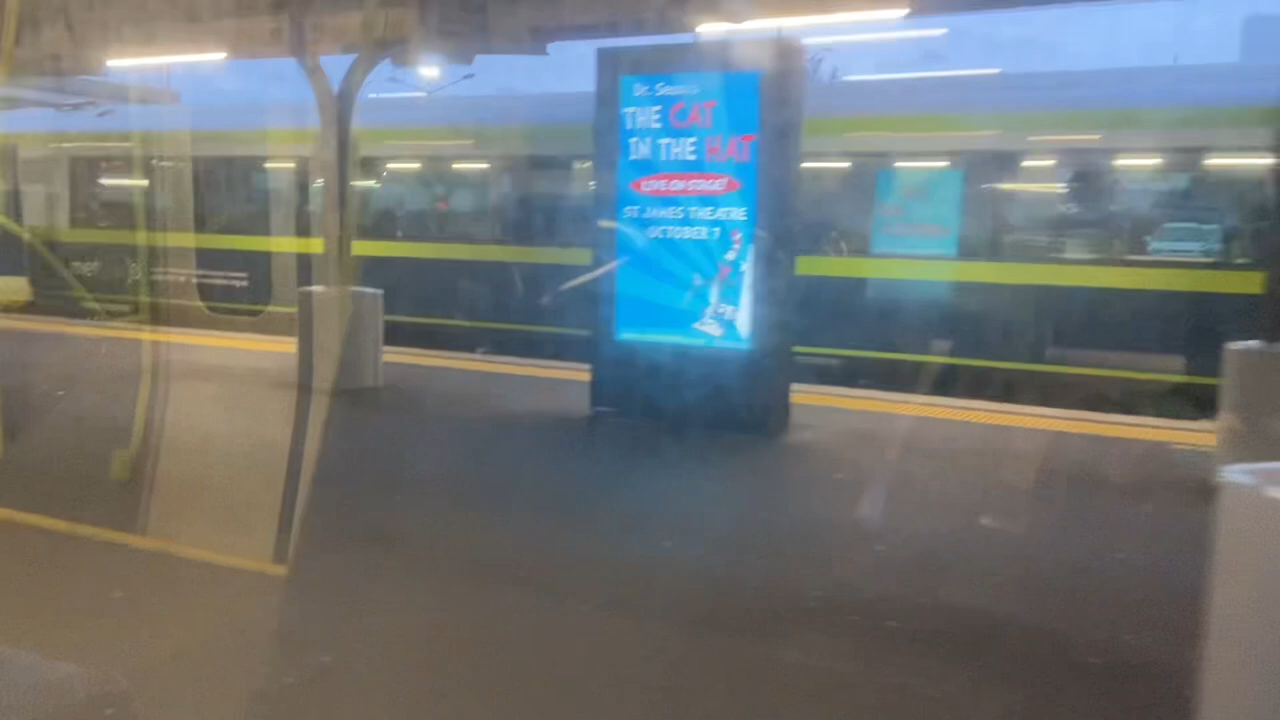 Dr. Seuss's
THE CAT
IN THE HAT
LIVE ON STAGE!
ST JAMES THEATRE
OCTOBER 7